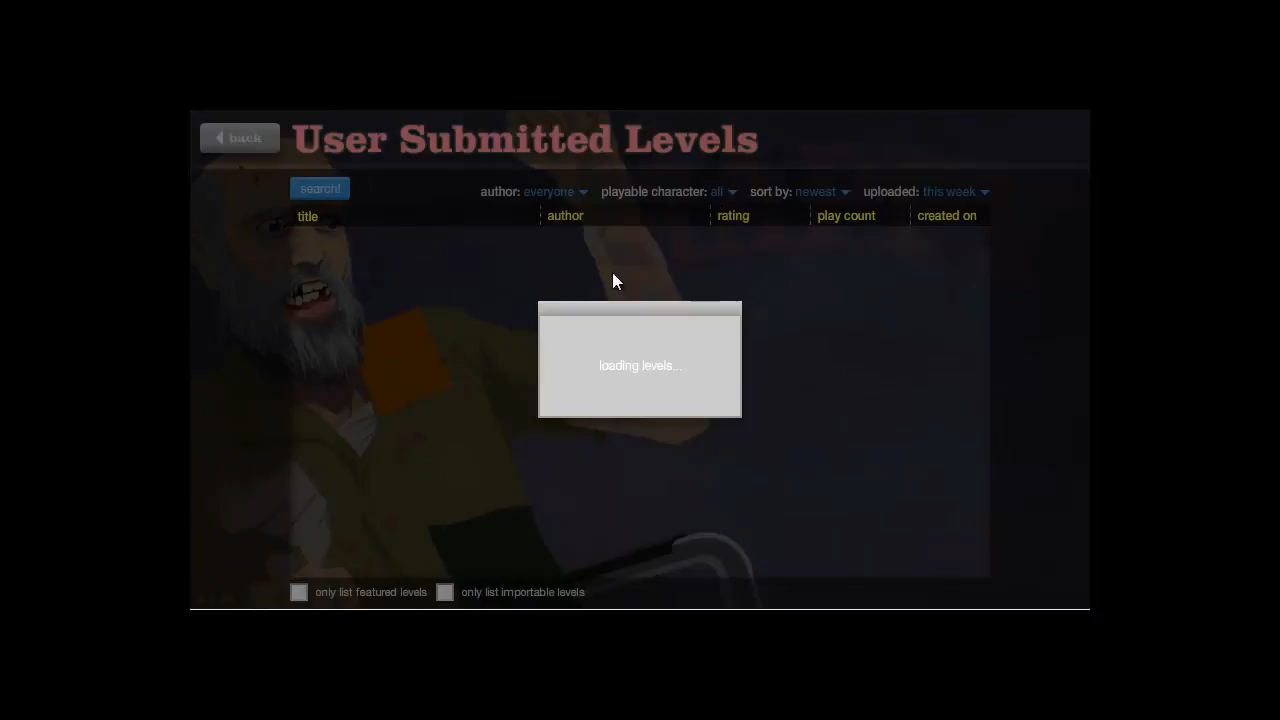 back
User Submitted Levels
search!
author: everyone playable character: all sort by: newest uploaded: this week
title author rating play count created on
loading levels...
only list featured levels only list importable levels